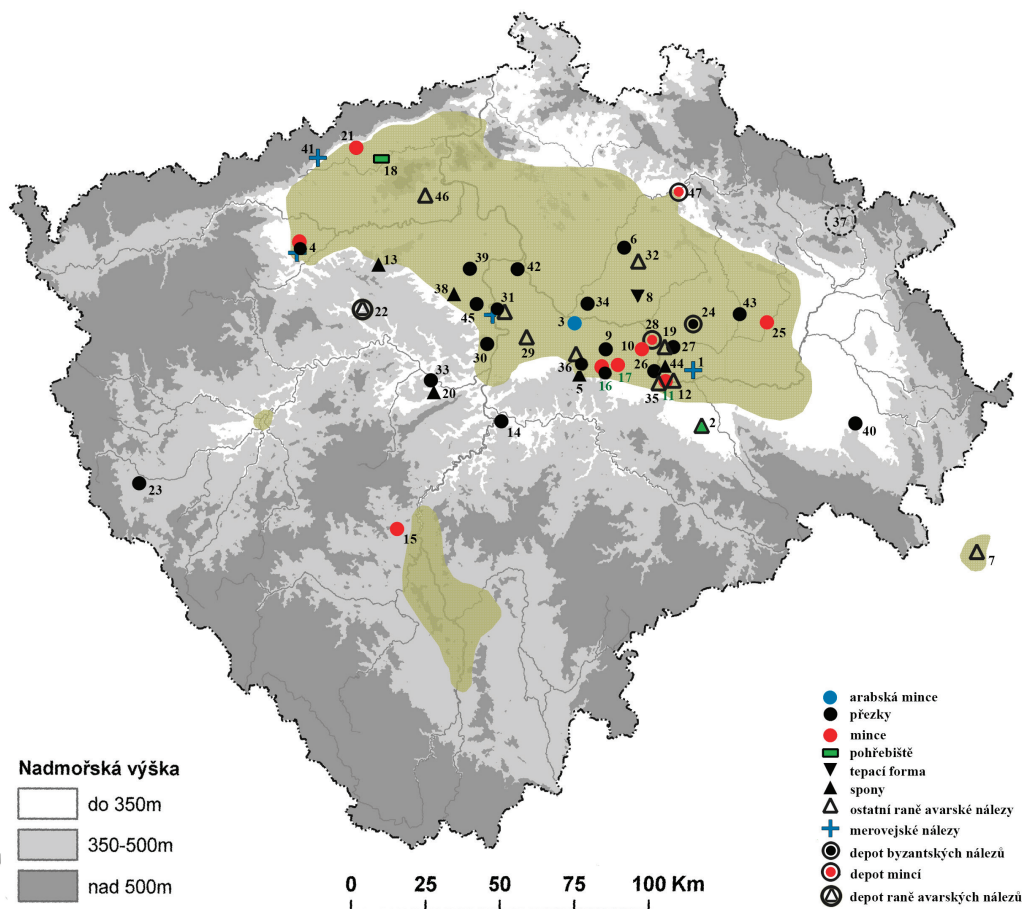 21
41
18
46
47
37
6
4
13
39
42
32
38
31
34
8
43
22
45
3
24
28
19
25
9
10
27
30
29
36
26
44
1
33
5
16
17
20
35
11
12
2
14
40
23
15
7
arabská mince
přezky
mince
pohřebiště
tepací forma
spony
ostatní raně avarské nálezy
merovejské nálezy
depot byzantských nálezů
depot mincí
depot raně avarských nálezů
Nadmořská výška
do 350m
350-500m
nad 500m
0 25 50 75 100 Km